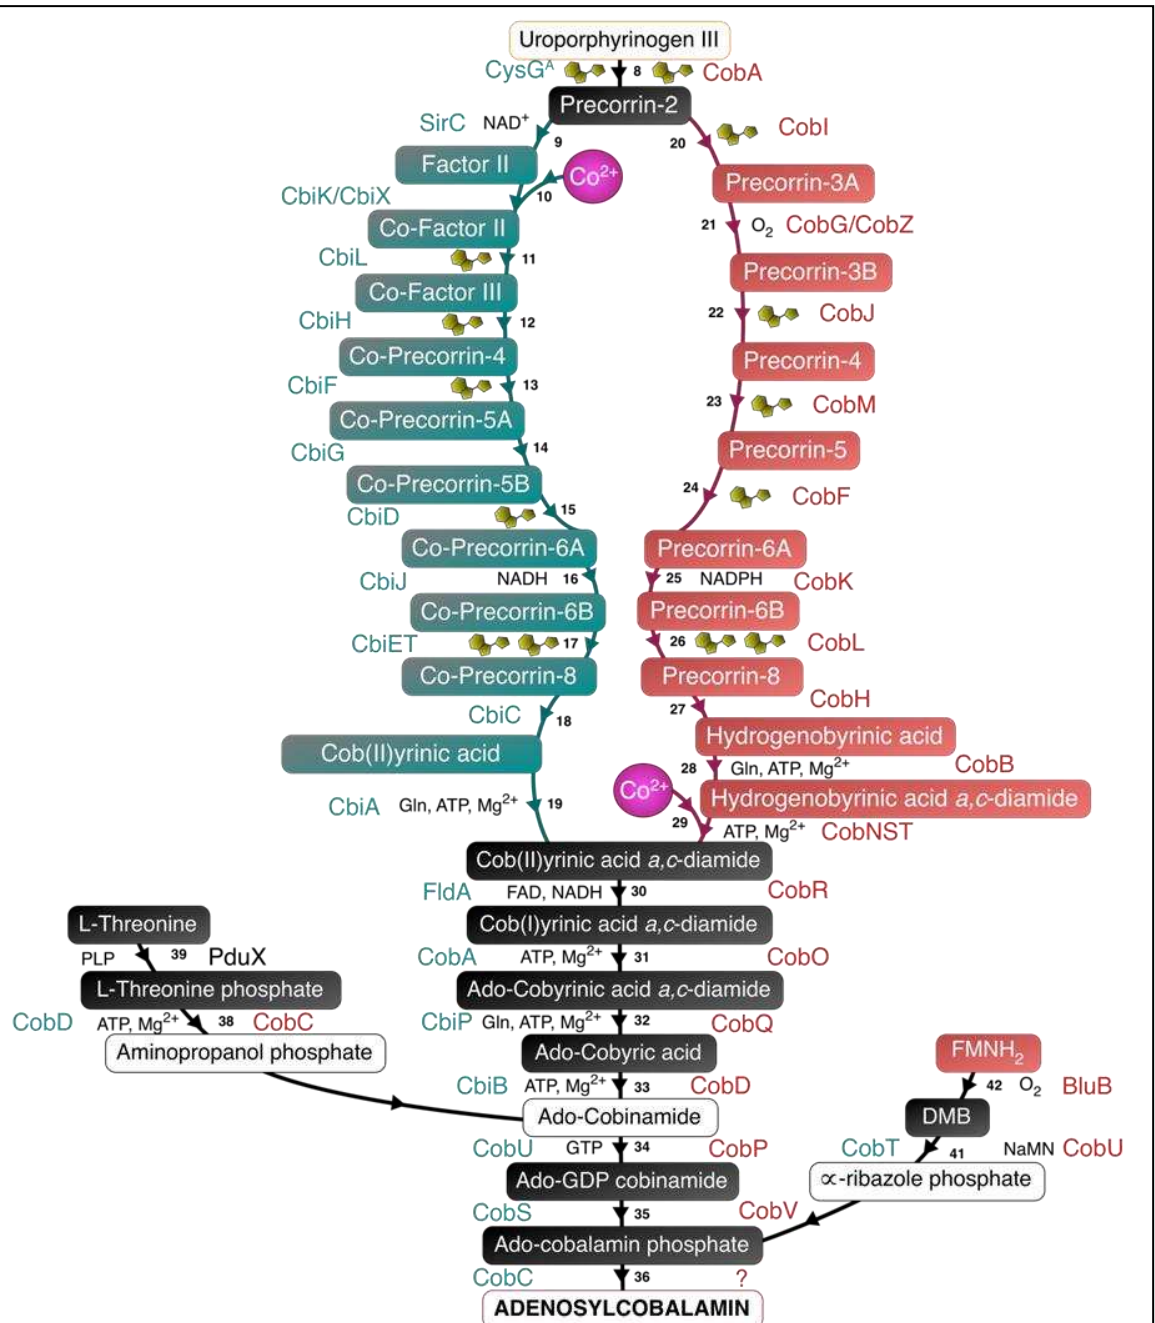 Uroporphyrinogen III
CysGᴬ 8 CobA
Precorrin-2
SirC NAD⁺ 9 20 CobI
Factor II Co²⁺ Precorrin-3A
CbiK/CbiX 10
21 O₂ CobG/CobZ
Co-Factor II
CbiL 11 Precorrin-3B
Co-Factor III
CbiH 12 22 CobJ
Co-Precorrin-4 Precorrin-4
CbiF 13 23 CobM
Co-Precorrin-5A
CbiG 14 Precorrin-5
Co-Precorrin-5B 24 CobF
CbiD 15
Co-Precorrin-6A Precorrin-6A
CbiJ NADH 16 25 NADPH CobK
Co-Precorrin-6B Precorrin-6B
CbiET 17 26 CobL
Co-Precorrin-8 Precorrin-8
CbiC 18 27 CobH
Cob(II)yrinic acid Hydrogenobyrinic acid
28 Gln, ATP, Mg²⁺ CobB
Co²⁺ Hydrogenobyrinic acid a,c-diamide
CbiA Gln, ATP, Mg²⁺ 19
29 ATP, Mg²⁺ CobNST
Cob(II)yrinic acid a,c-diamide
FldA FAD, NADH 30 CobR
L-Threonine Cob(I)yrinic acid a,c-diamide
PLP 39 PduX CobA ATP, Mg²⁺ 31 CobO
L-Threonine phosphate Ado-Cobyrinic acid a,c-diamide
CobD ATP, Mg²⁺ 38 CobC CbiP Gln, ATP, Mg²⁺ 32 CobQ
Aminopropanol phosphate Ado-Cobyric acid FMNH₂
CbiB ATP, Mg²⁺ 33 CobD 42 O₂ BluB
Ado-Cobinamide DMB
CobU GTP 34 CobP CobT 41 NaMN CobU
Ado-GDP cobinamide ∝-ribazole phosphate
CobS 35 CobV
Ado-cobalamin phosphate
CobC 36 ?
ADENOSYLCOBALAMIN